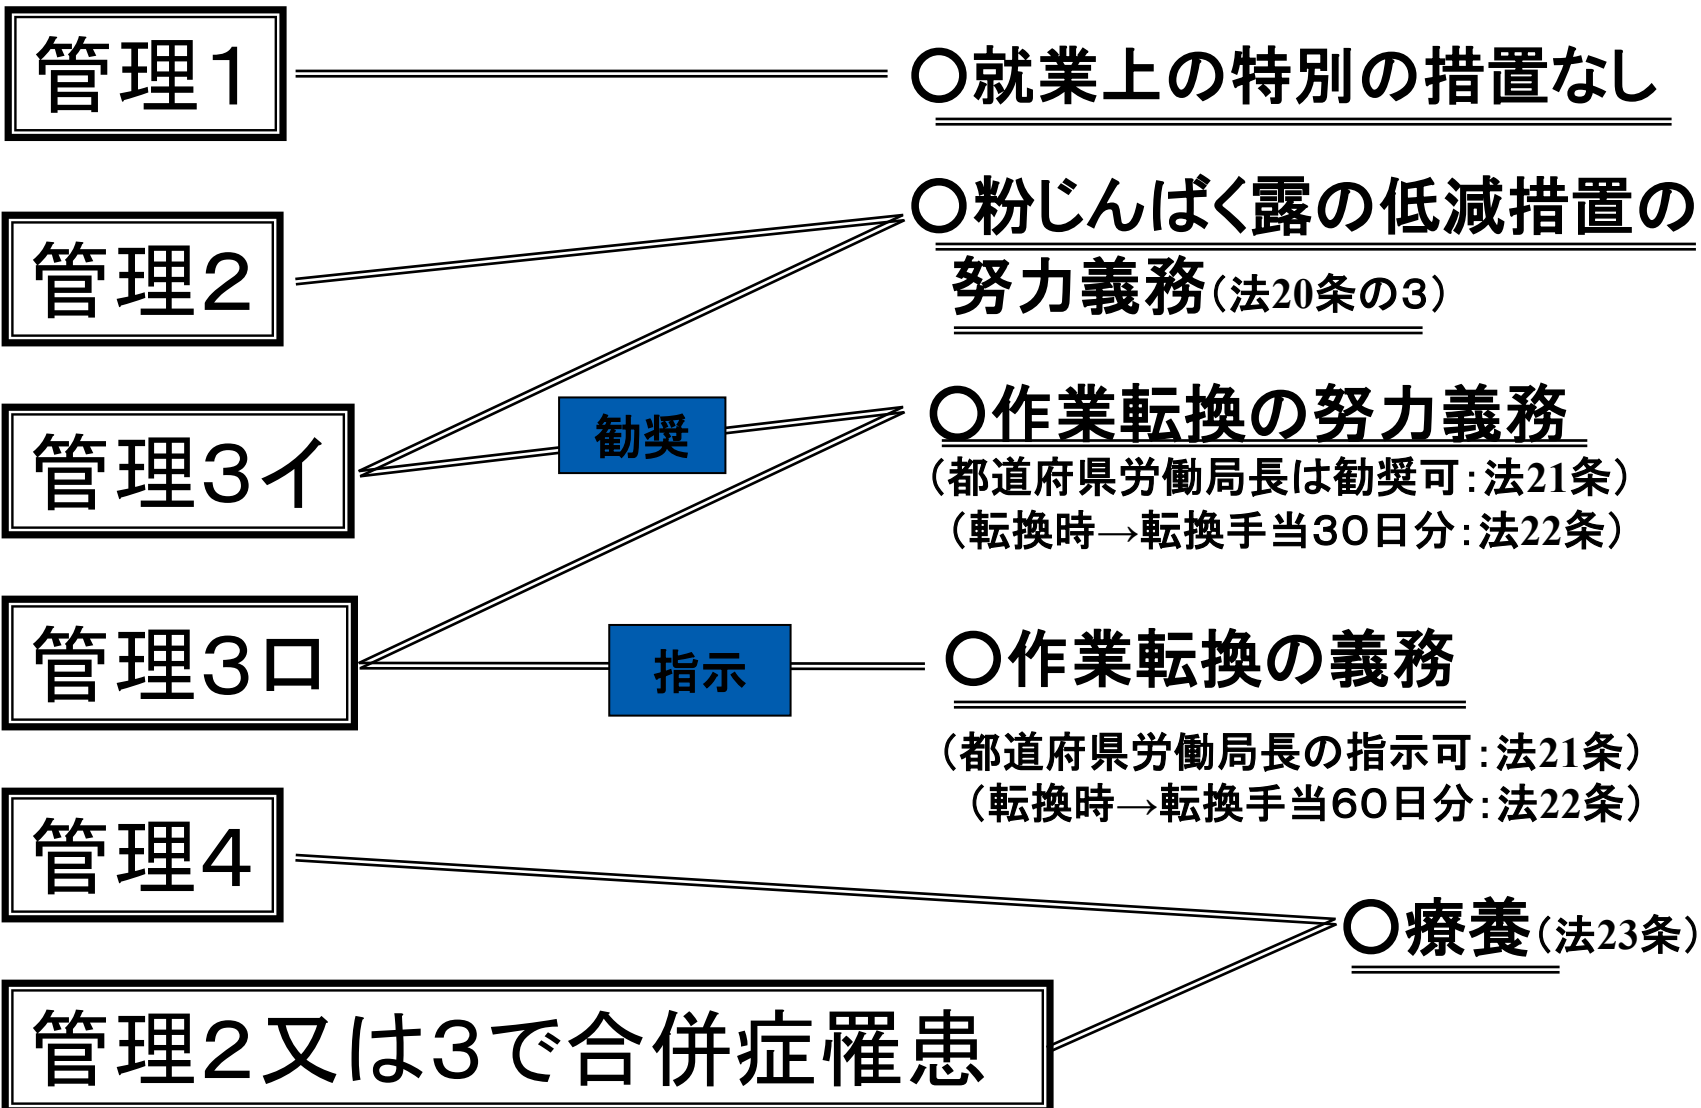 管理1
○就業上の特別の措置なし
管理2
○粉じんばく露の低減措置の
努力義務(法20条の3)
管理3イ
勧奨
○作業転換の努力義務
(都道府県労働局長は勧奨可:法21条)
(転換時→転換手当30日分:法22条)
管理3ロ
指示
○作業転換の義務
(都道府県労働局長の指示可:法21条)
(転換時→転換手当60日分:法22条)
管理4
○療養(法23条)
管理2又は3で合併症罹患